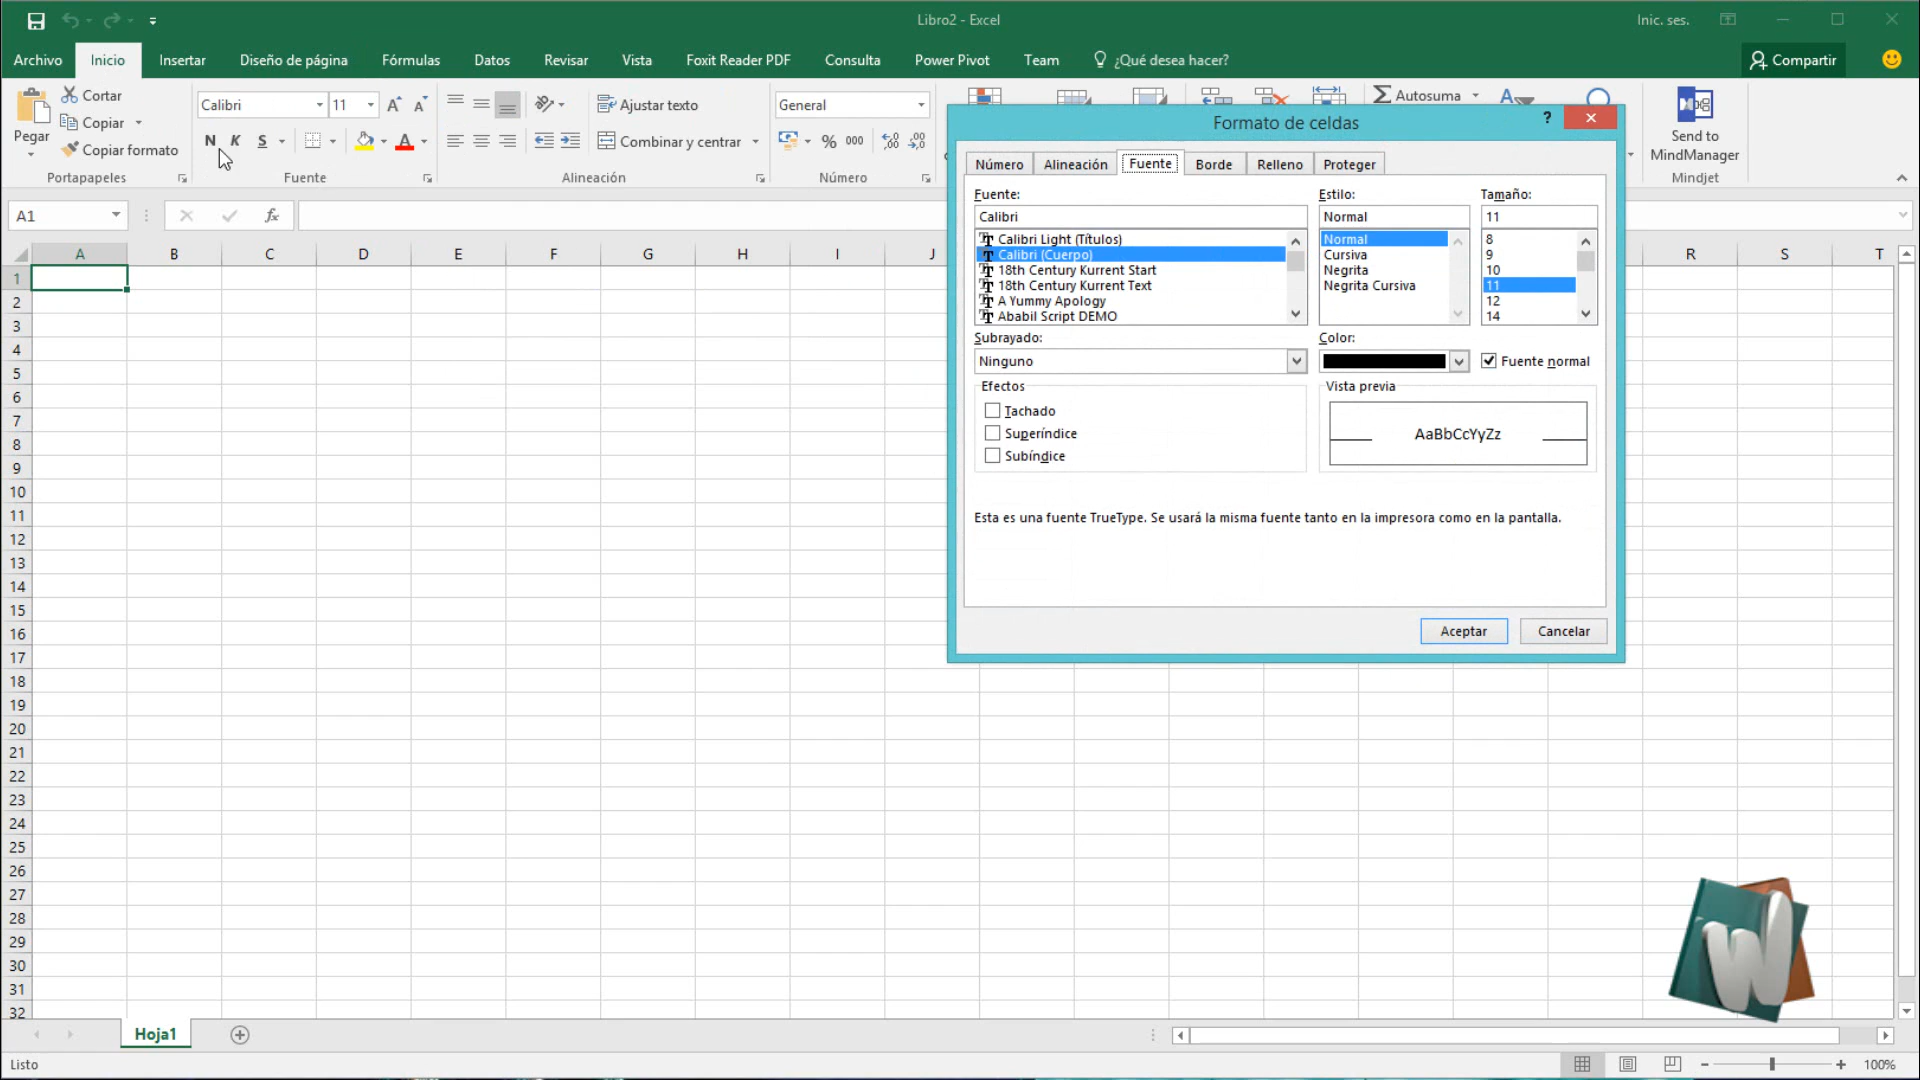 Libro2 - Excel
Inic. ses.
Archivo Inicio Insertar Diseño de página Fórmulas Datos Revisar Vista Foxit Reader PDF Consulta Power Pivot Team ¿Qué desea hacer? Compartir
Pegar
Cortar
Copiar
Copiar formato
Portapapeles
Calibri 11
N K S
Fuente
Ajustar texto
Combinar y centrar
Alineación
General
% 000
Número
Autosuma
Send to
MindManager
Mindjet
A1
fx
Formato de celdas
Número Alineación Fuente Borde Relleno Proteger
Fuente:
Calibri
Calibri Light (Títulos)
Calibri (Cuerpo)
18th Century Kurrent Start
18th Century Kurrent Text
A Yummy Apology
Ababil Script DEMO
Estilo:
Normal
Normal
Cursiva
Negrita
Negrita Cursiva
Tamaño:
11
8
9
10
11
12
14
Subrayado:
Ninguno
Color:
Fuente normal
Efectos
Tachado
Superíndice
Subíndice
Vista previa
AaBbCcYyZz
Esta es una fuente TrueType. Se usará la misma fuente tanto en la impresora como en la pantalla.
Aceptar Cancelar
A B C D E F G H I J R S T
1
2
3
4
5
6
7
8
9
10
11
12
13
14
15
16
17
18
19
20
21
22
23
24
25
26
27
28
29
30
31
32
W
Hoja1
Listo
100%